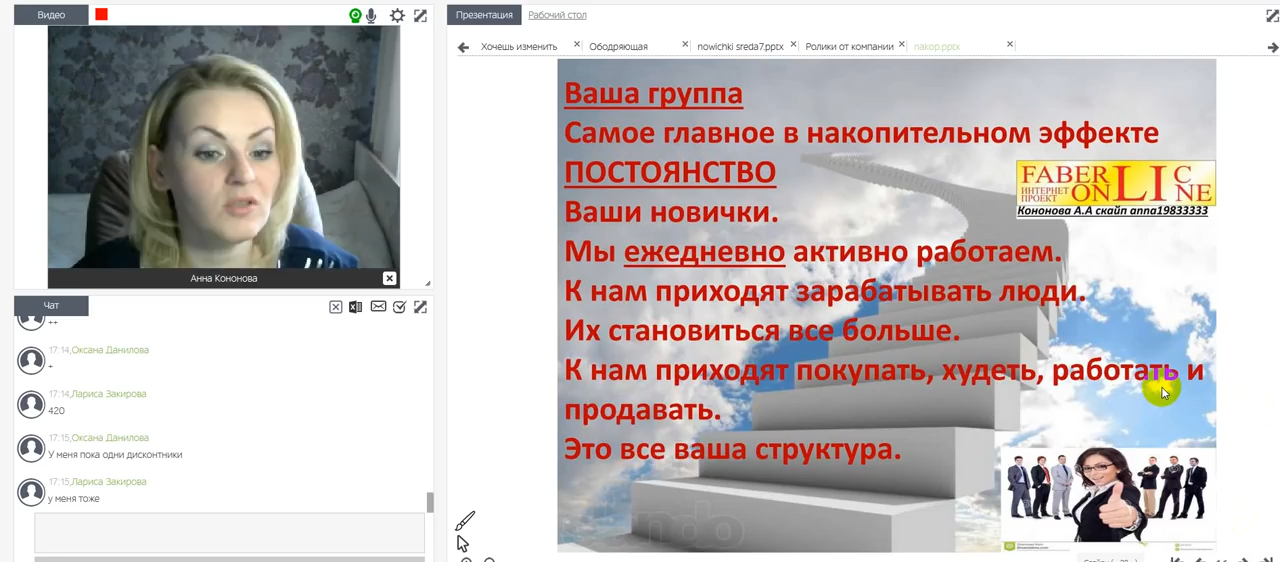 Видео
Анна Кононова
Чат
++
17:14,Оксана Данилова
+
17:14,Лариса Закирова
420
17:15,Оксана Данилова
У меня пока одни дисконтники
17:15,Лариса Закирова
у меня тоже
Презентация Рабочий стол
Хочешь изменить Ободряющая nowichki sreda7.pptx Ролики от компании nakop.pptx
Ваша группа
Самое главное в накопительном эффекте
ПОСТОЯНСТВО
Ваши новички.
Мы ежедневно активно работаем.
К нам приходят зарабатывать люди.
Их становиться все больше.
К нам приходят покупать, худеть, работать и
продавать.
Это все ваша структура.
FABERLIC
ИНТЕРНЕТ ПРОЕКТ ONLINE
Кононова А.А скайп anna19833333